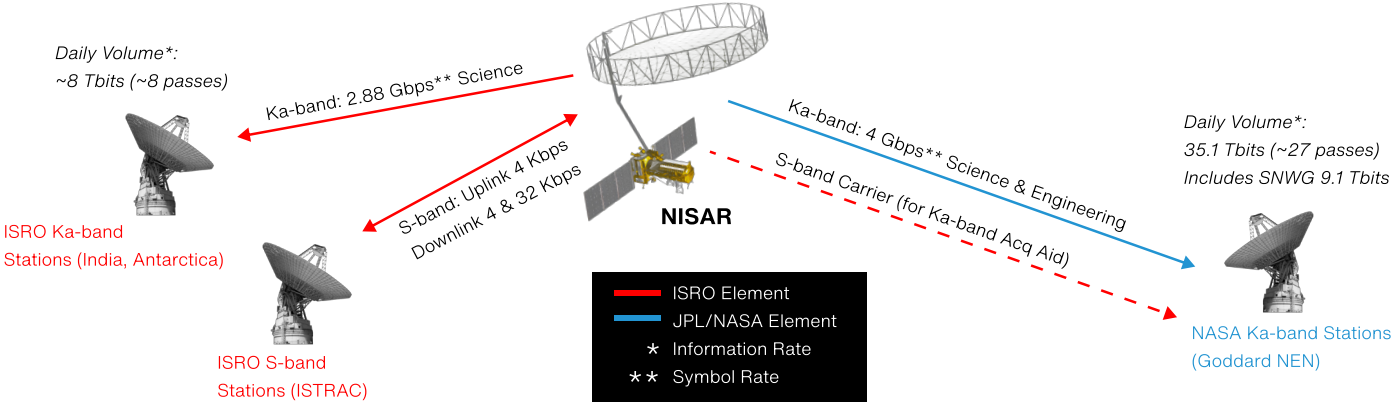 Daily Volume*:
~8 Tbits (~8 passes)
Ka-band: 2.88 Gbps** Science
ISRO Ka-band
Stations (India, Antarctica)
S-band: Uplink 4 Kbps
Downlink 4 & 32 Kbps
ISRO S-band
Stations (ISTRAC)
NISAR
Ka-band: 4 Gbps** Science & Engineering
S-band Carrier (for Ka-band Acq Aid)
Daily Volume*:
35.1 Tbits (~27 passes)
Includes SNWG 9.1 Tbits
NASA Ka-band Stations
(Goddard NEN)
ISRO Element
JPL/NASA Element
* Information Rate
** Symbol Rate